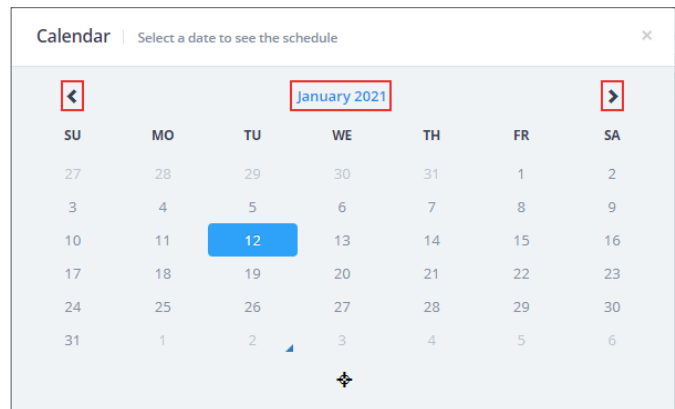 Calendar Select a date to see the schedule ×
January 2021
SU MO TU WE TH FR SA
27 28 29 30 31 1 2
3 4 5 6 7 8 9
10 11 12 13 14 15 16
17 18 19 20 21 22 23
24 25 26 27 28 29 30
31 1 2 3 4 5 6